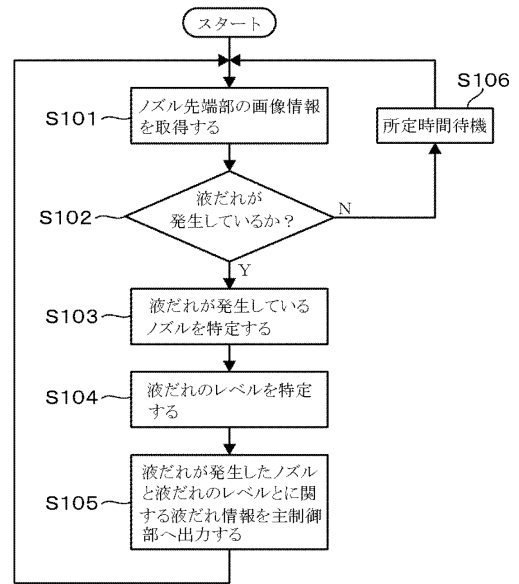 スタート
S106
S101
ノズル先端部の画像情報
を取得する
所定時間待機
S102
液だれが
発生しているか？
N
Y
S103
液だれが発生している
ノズルを特定する
S104
液だれのレベルを特定
する
S105
液だれが発生したノズル
と液だれのレベルとに関
する液だれ情報を主制御
部へ出力する